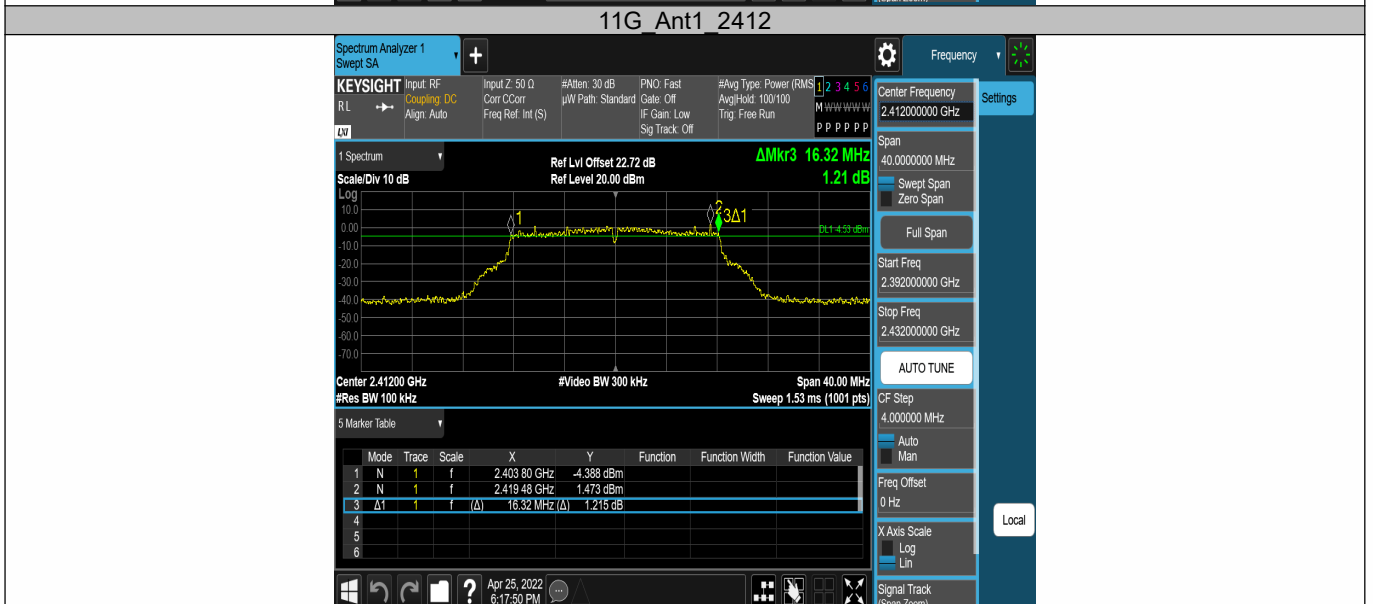 11G_Ant1_2412
Spectrum Analyzer 1
Swept SA
Frequency
KEYSIGHT
Input: RF
Coupling: DC
Align: Auto
Input Z: 50 Ω
Corr CCorr
Freq Ref: Int (S)
#Atten: 30 dB
µW Path: Standard
PNO: Fast
Gate: Off
IF Gain: Low
Sig Track: Off
#Avg Type: Power (RMS
Avg|Hold: 100/100
Trig: Free Run
1 2 3 4 5 6
M W W W W W
P P P P P P
R L
LXI
Center Frequency
2.412000000 GHz
Settings
Span
40.0000000 MHz
Swept Span
Zero Span
Full Span
Start Freq
2.392000000 GHz
Stop Freq
2.432000000 GHz
AUTO TUNE
CF Step
4.000000 MHz
Auto
Man
Freq Offset
0 Hz
X Axis Scale
Log
Lin
Signal Track
(Span Zoom)
Local
1 Spectrum
Scale/Div 10 dB
Ref Lvl Offset 22.72 dB
Ref Level 20.00 dBm
ΔMkr3 16.32 MHz
1.21 dB
Log
10.0
0.00
-10.0
-20.0
-30.0
-40.0
-50.0
-60.0
-70.0
1
2
3Δ1
DL1 -4.53 dBm
Center 2.41200 GHz
#Video BW 300 kHz
Span 40.00 MHz
#Res BW 100 kHz
Sweep 1.53 ms (1001 pts)
5 Marker Table
Mode Trace Scale X Y Function Function Width Function Value
1 N 1 f 2.403 80 GHz -4.388 dBm
2 N 1 f 2.419 48 GHz 1.473 dBm
3 Δ1 1 f (Δ) 16.32 MHz (Δ) 1.215 dB
4
5
6
?
Apr 25, 2022
6:17:50 PM